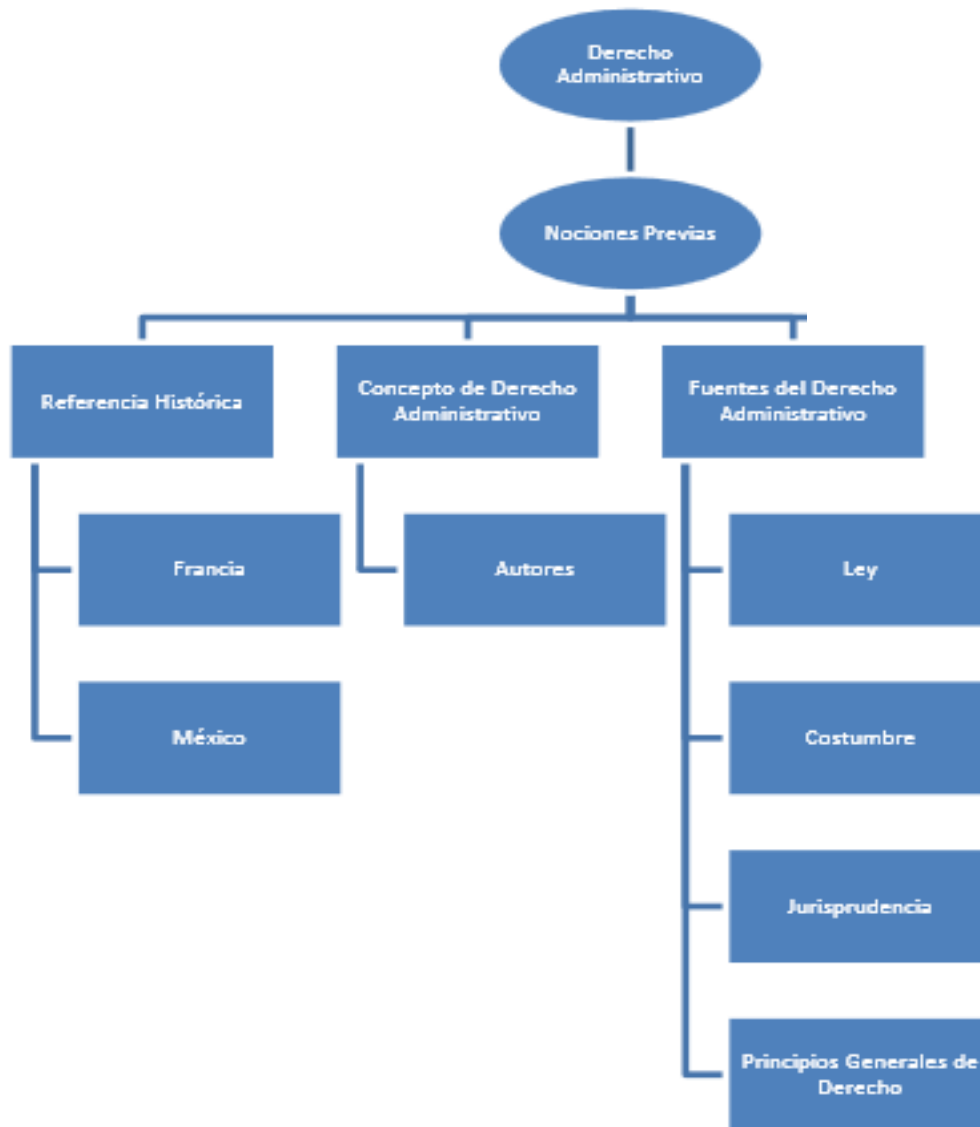 Derecho
Administrativo
Nociones Previas
Referencia Histórica
Concepto de Derecho
Administrativo
Fuentes del Derecho
Administrativo
Francia
Autores
Ley
México
Costumbre
Jurisprudencia
Principios Generales de
Derecho